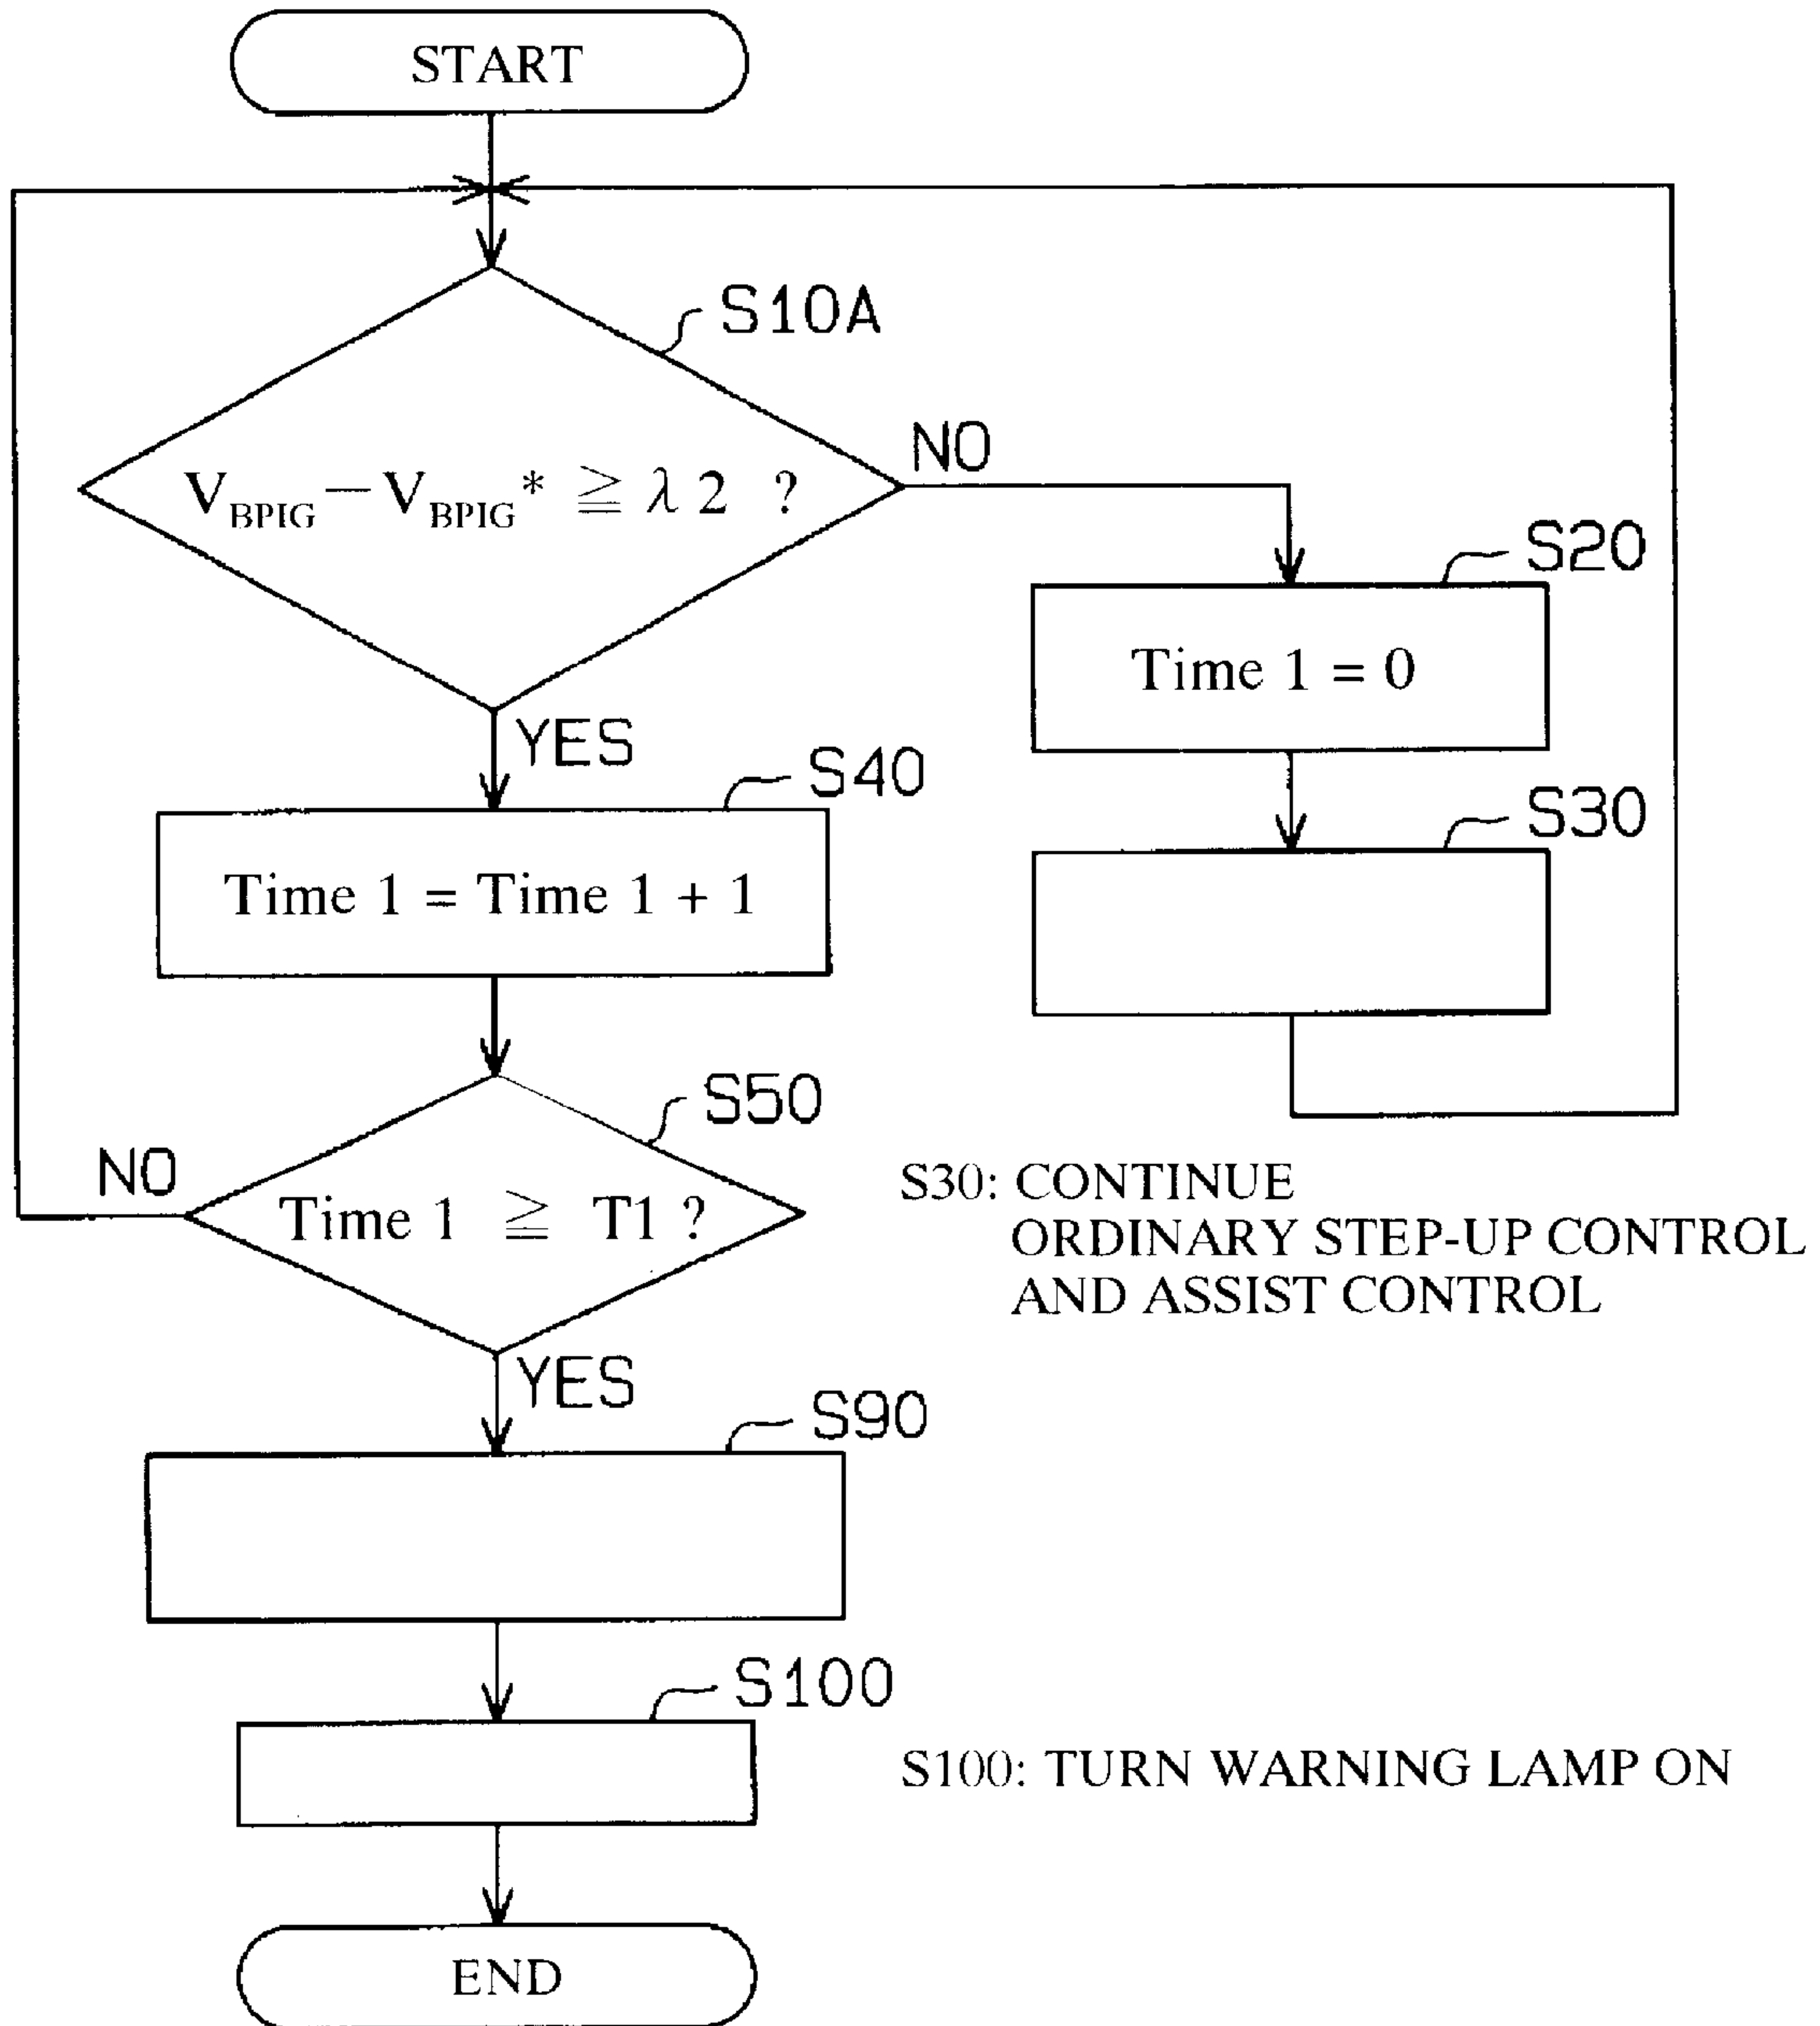 START
S10A
V_BPIG − V_BPIG* ≧ λ2 ?
NO
S20
Time 1 = 0
YES
S40
S30
Time 1 = Time 1 + 1
S50
NO
Time 1 ≧ T1 ?
S30: CONTINUE
ORDINARY STEP-UP CONTROL
AND ASSIST CONTROL
YES
S90
S100
S100: TURN WARNING LAMP ON
END